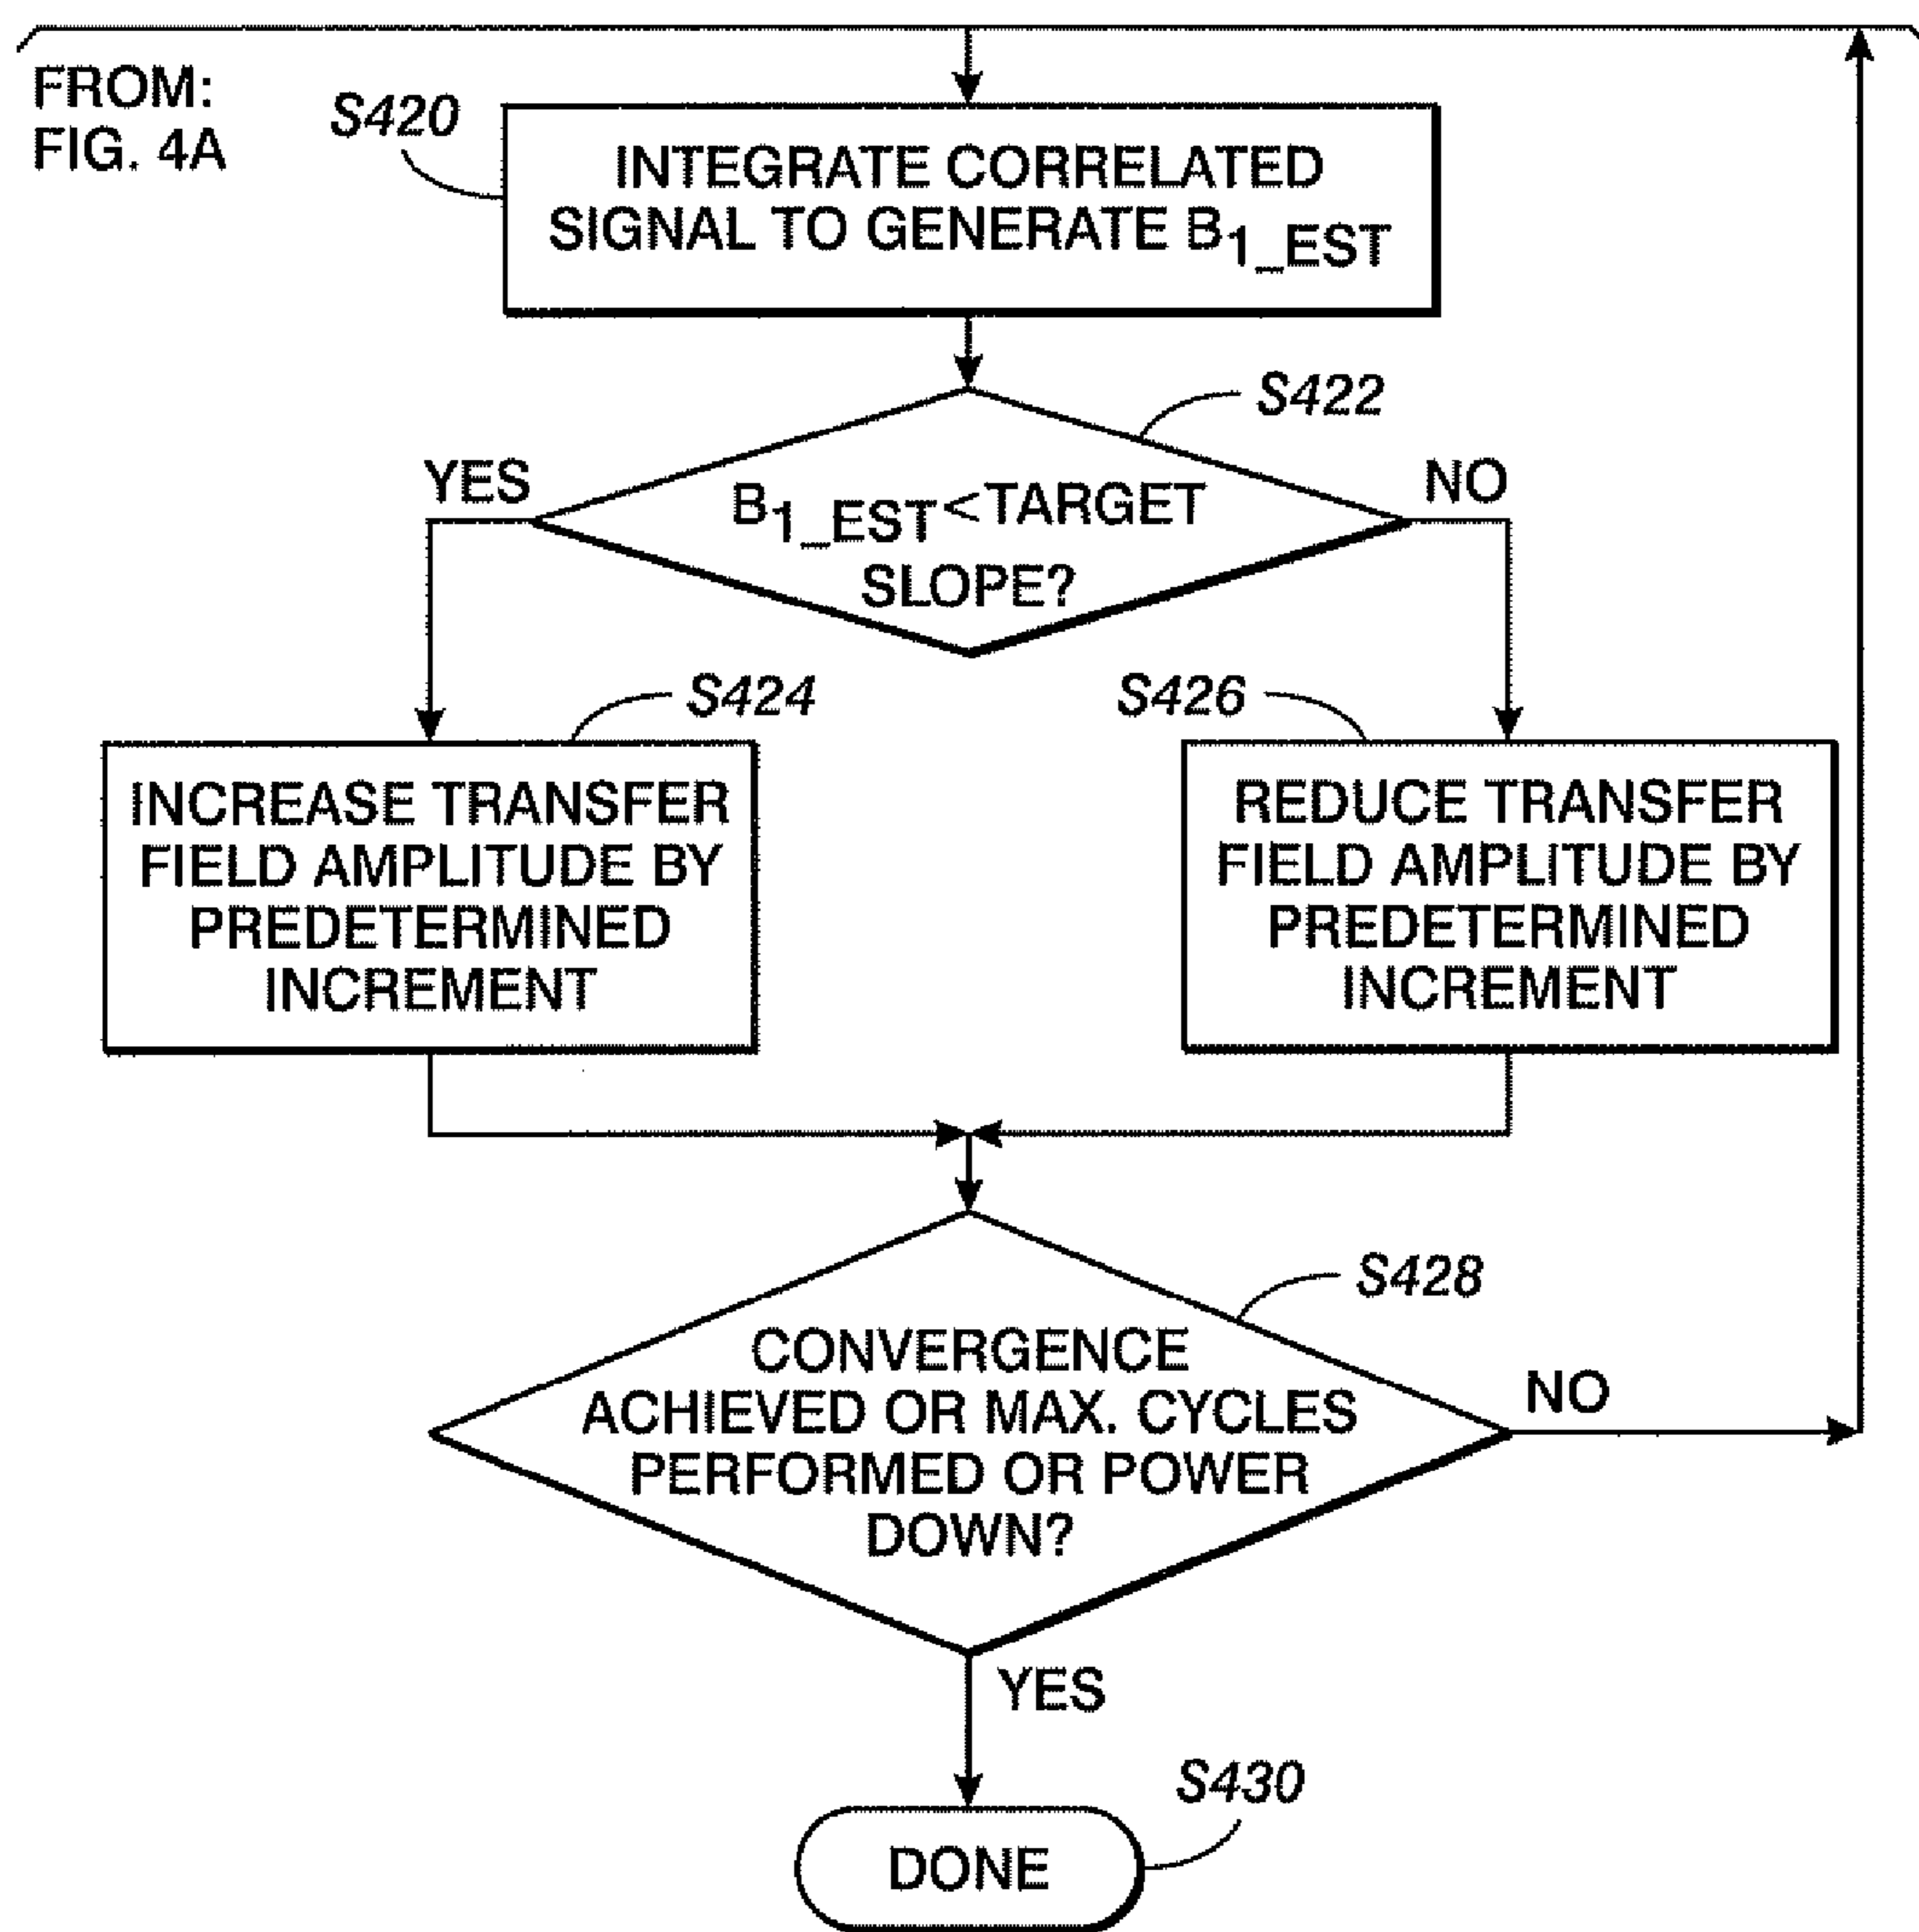 FROM:
FIG. 4A
S420
INTEGRATE CORRELATED
SIGNAL TO GENERATE B1_EST
S422
YES
NO
B1_EST<TARGET
SLOPE?
S424
S426
INCREASE TRANSFER
FIELD AMPLITUDE BY
PREDETERMINED
INCREMENT
REDUCE TRANSFER
FIELD AMPLITUDE BY
PREDETERMINED
INCREMENT
S428
CONVERGENCE
ACHIEVED OR MAX. CYCLES
PERFORMED OR POWER
DOWN?
NO
YES
S430
DONE